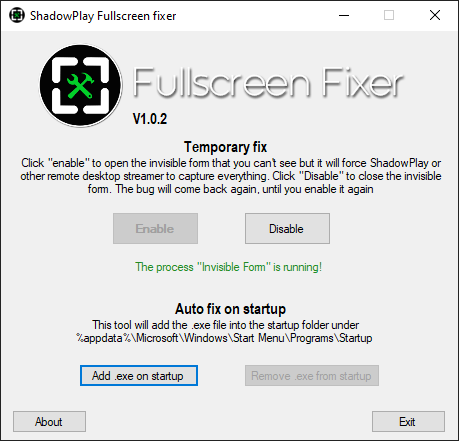 ShadowPlay Fullscreen fixer
Fullscreen Fixer
V1.0.2
Temporary fix
Click "enable" to open the invisible form that you can't see but it will force ShadowPlay or
other remote desktop streamer to capture everything. Click "Disable" to close the invisible
form. The bug will come back again, until you enable it again
Enable
Disable
The process "Invisible Form" is running!
Auto fix on startup
This tool will add the .exe file into the startup folder under
%appdata%\Microsoft\Windows\Start Menu\Programs\Startup
Add .exe on startup
Remove .exe from startup
About
Exit